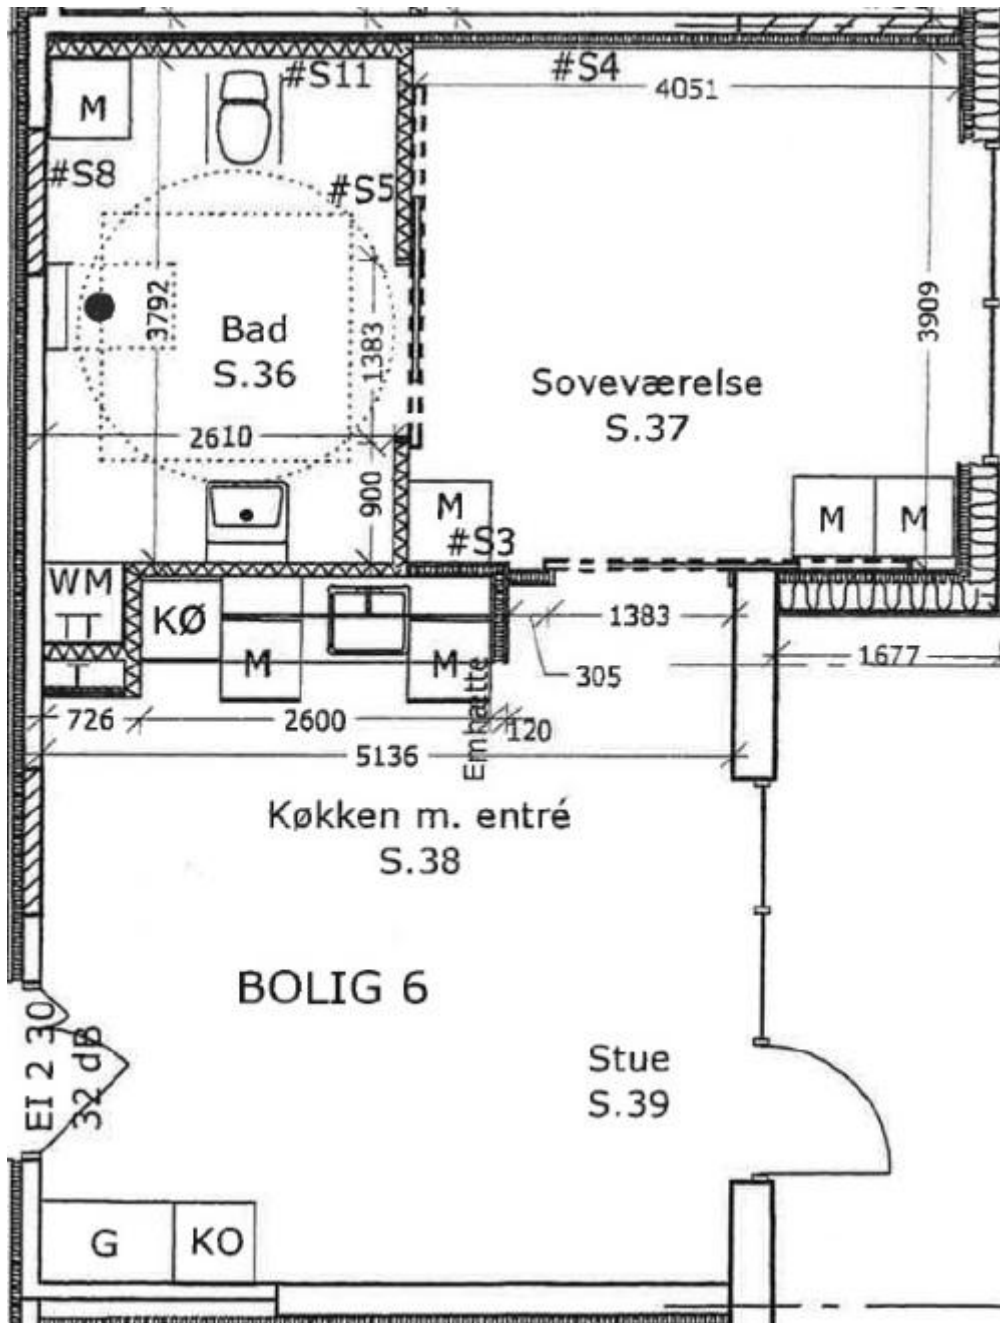 #S11
#S4
4051
M
#S8
#S5
3792
Bad
S.36
1383
3909
Soveværelse
S.37
2610
900
M
M
M
#S3
WM
KØ
1383
T
M
M
305
1677
726
2600
120
Emhætte
5136
Køkken m. entré
S.38
BOLIG 6
EI 2 30
32 dB
Stue
S.39
G
KO